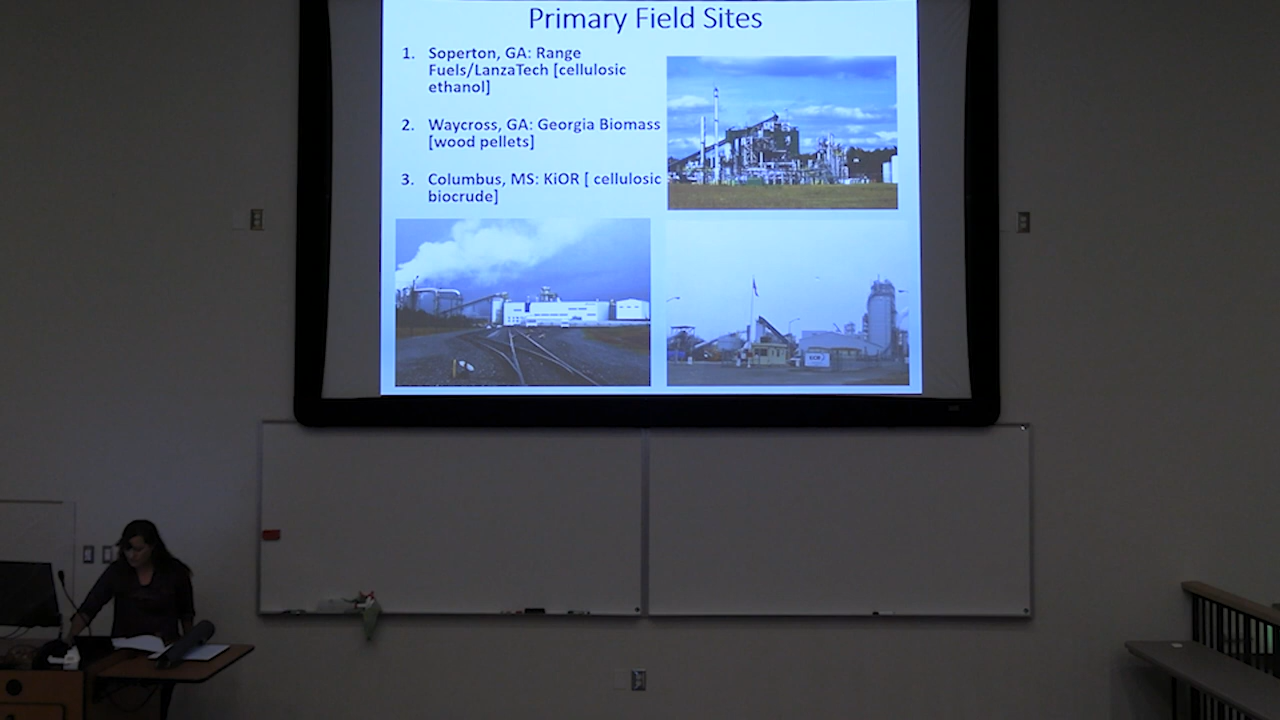 Primary Field Sites
1. Soperton, GA: Range
Fuels/LanzaTech [cellulosic
ethanol]
2. Waycross, GA: Georgia Biomass
[wood pellets]
3. Columbus, MS: KiOR [ cellulosic
biocrude]